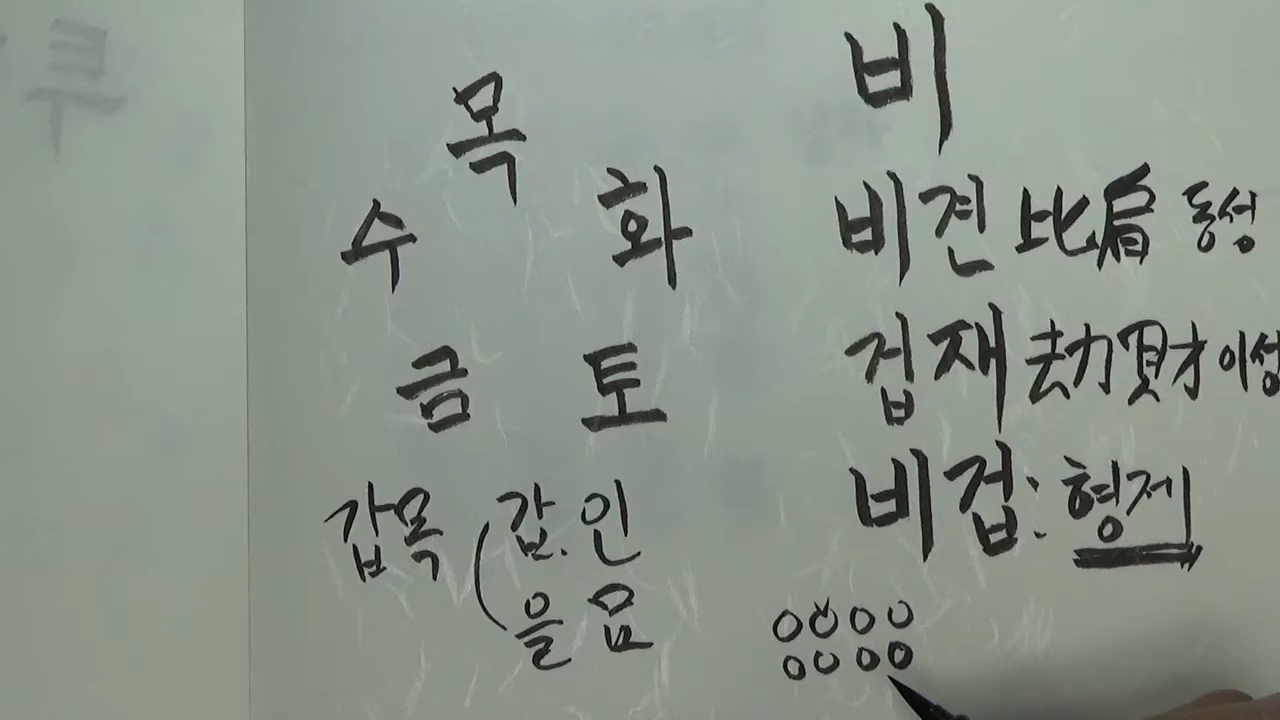 목
수 화
금 토
갑목 (갑.인
을 묘
비
비견 比肩 동성
겁재 劫財 이성
비겁: 형제